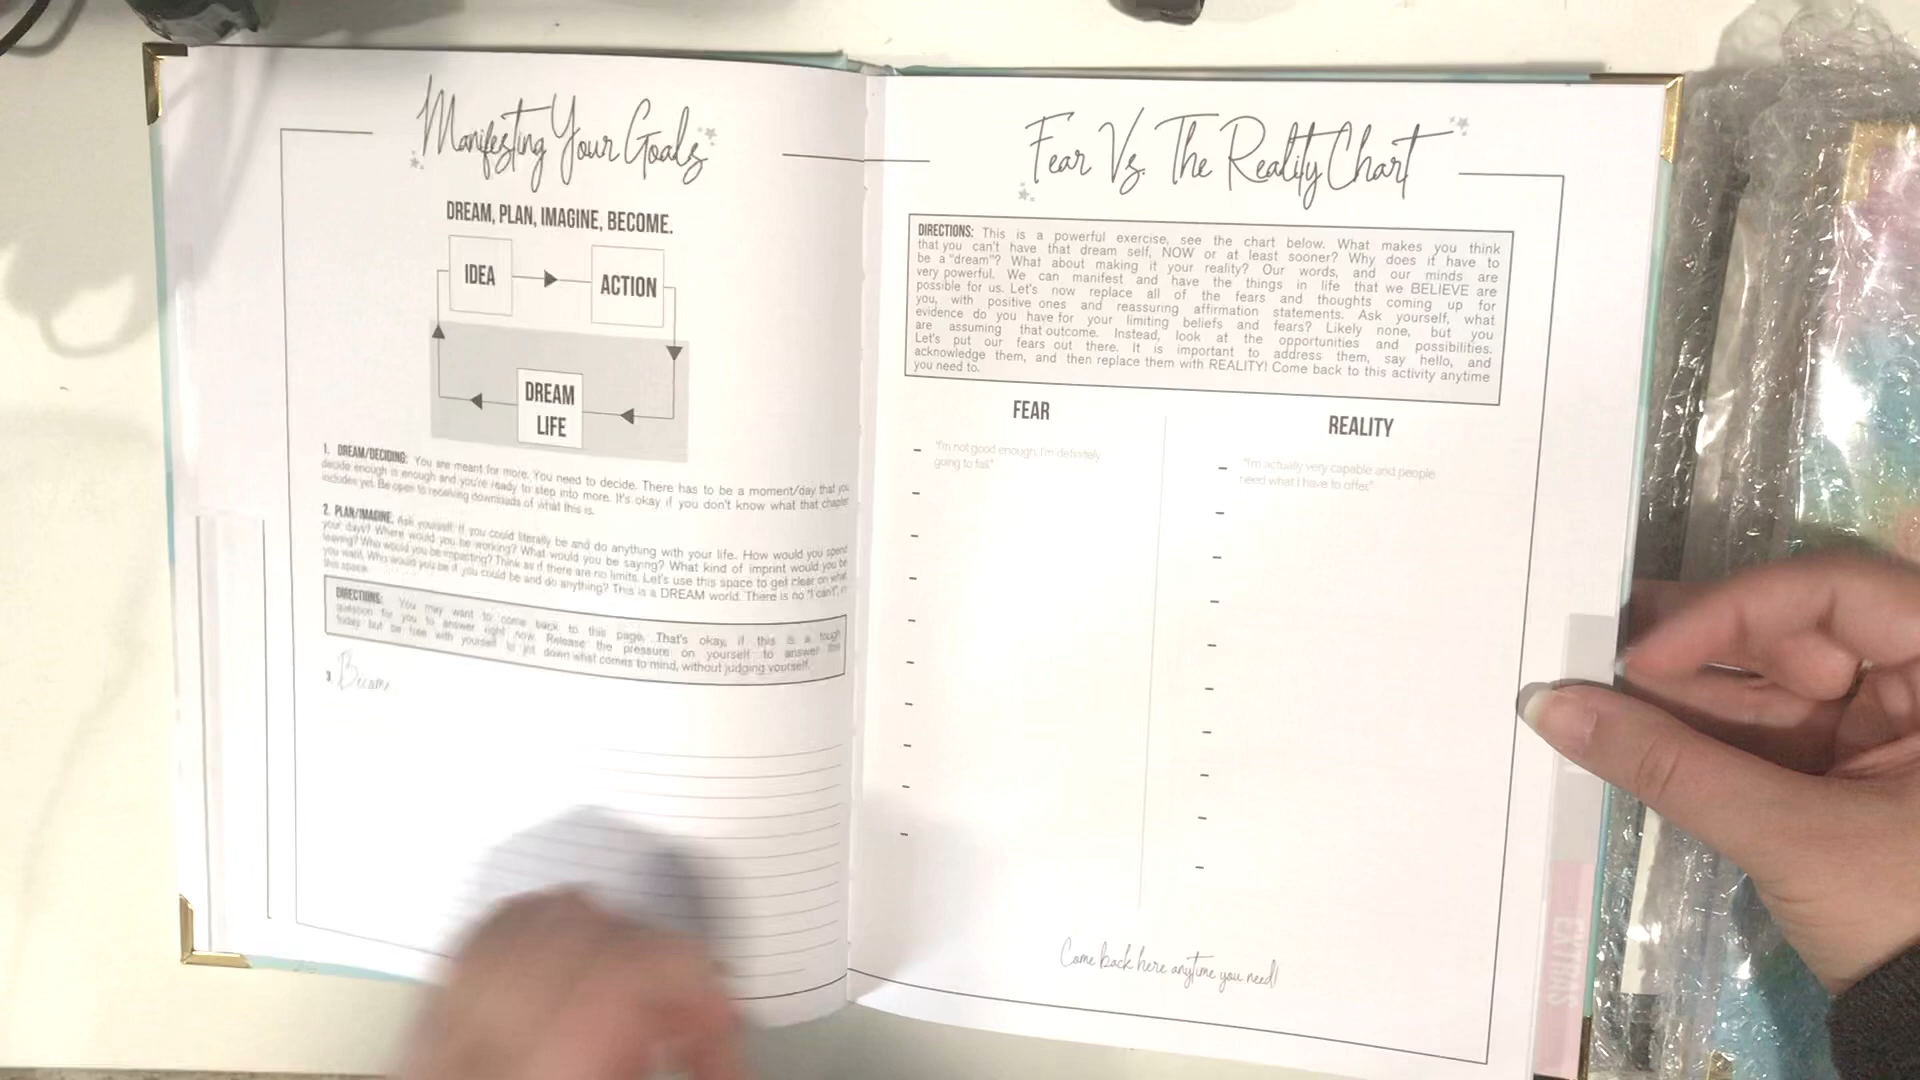 Manifesting Your Goals
DREAM, PLAN, IMAGINE, BECOME.
IDEA
ACTION
DREAM
LIFE
1. DREAM/DECIDING: You are meant for more. You need to decide. There has to be a moment/day that you
decide enough is enough and you're ready to step into more. It's okay if you don't know what that chapter
includes yet. Be open to receiving downloads of what this is.
2. PLAN/IMAGINE: Ask yourself: If you could literally be and do anything with your life. How would you spend
your days? Where would you be working? What would you be saying? What kind of imprint would you be
leaving? Who would you be impacting? Think as if there are no limits. Let's use this space to get clear on what
you want. Who would you be if you could be and do anything? This is a DREAM world. There is no "I can't", in
this space.
DIRECTIONS: You may want to come back to this page. That's okay, if this is a tough
question for you to answer right now. Release the pressure on yourself to answer this
today but be free with yourself to jot down what comes to mind, without judging yourself.
3. Become
Fear Vs. The Reality Chart
DIRECTIONS: This is a powerful exercise, see the chart below. What makes you think
that you can't have that dream self, NOW or at least sooner? Why does it have to
be a "dream"? What about making it your reality? Our words, and our minds are
very powerful. We can manifest and have the things in life that we BELIEVE are
possible for us. Let's now replace all of the fears and thoughts coming up for
you, with positive ones and reassuring affirmation statements. Ask yourself, what
evidence do you have for your limiting beliefs and fears? Likely none, but you
are assuming that outcome. Instead, look at the opportunities and possibilities.
Let's put our fears out there. It is important to address them, say hello, and
acknowledge them, and then replace them with REALITY! Come back to this activity anytime
you need to.
FEAR
- "I'm not good enough, I'm definitely
going to fail."
REALITY
- "I'm actually very capable and people
need what I have to offer."
Come back here anytime you need!
EXTRAS